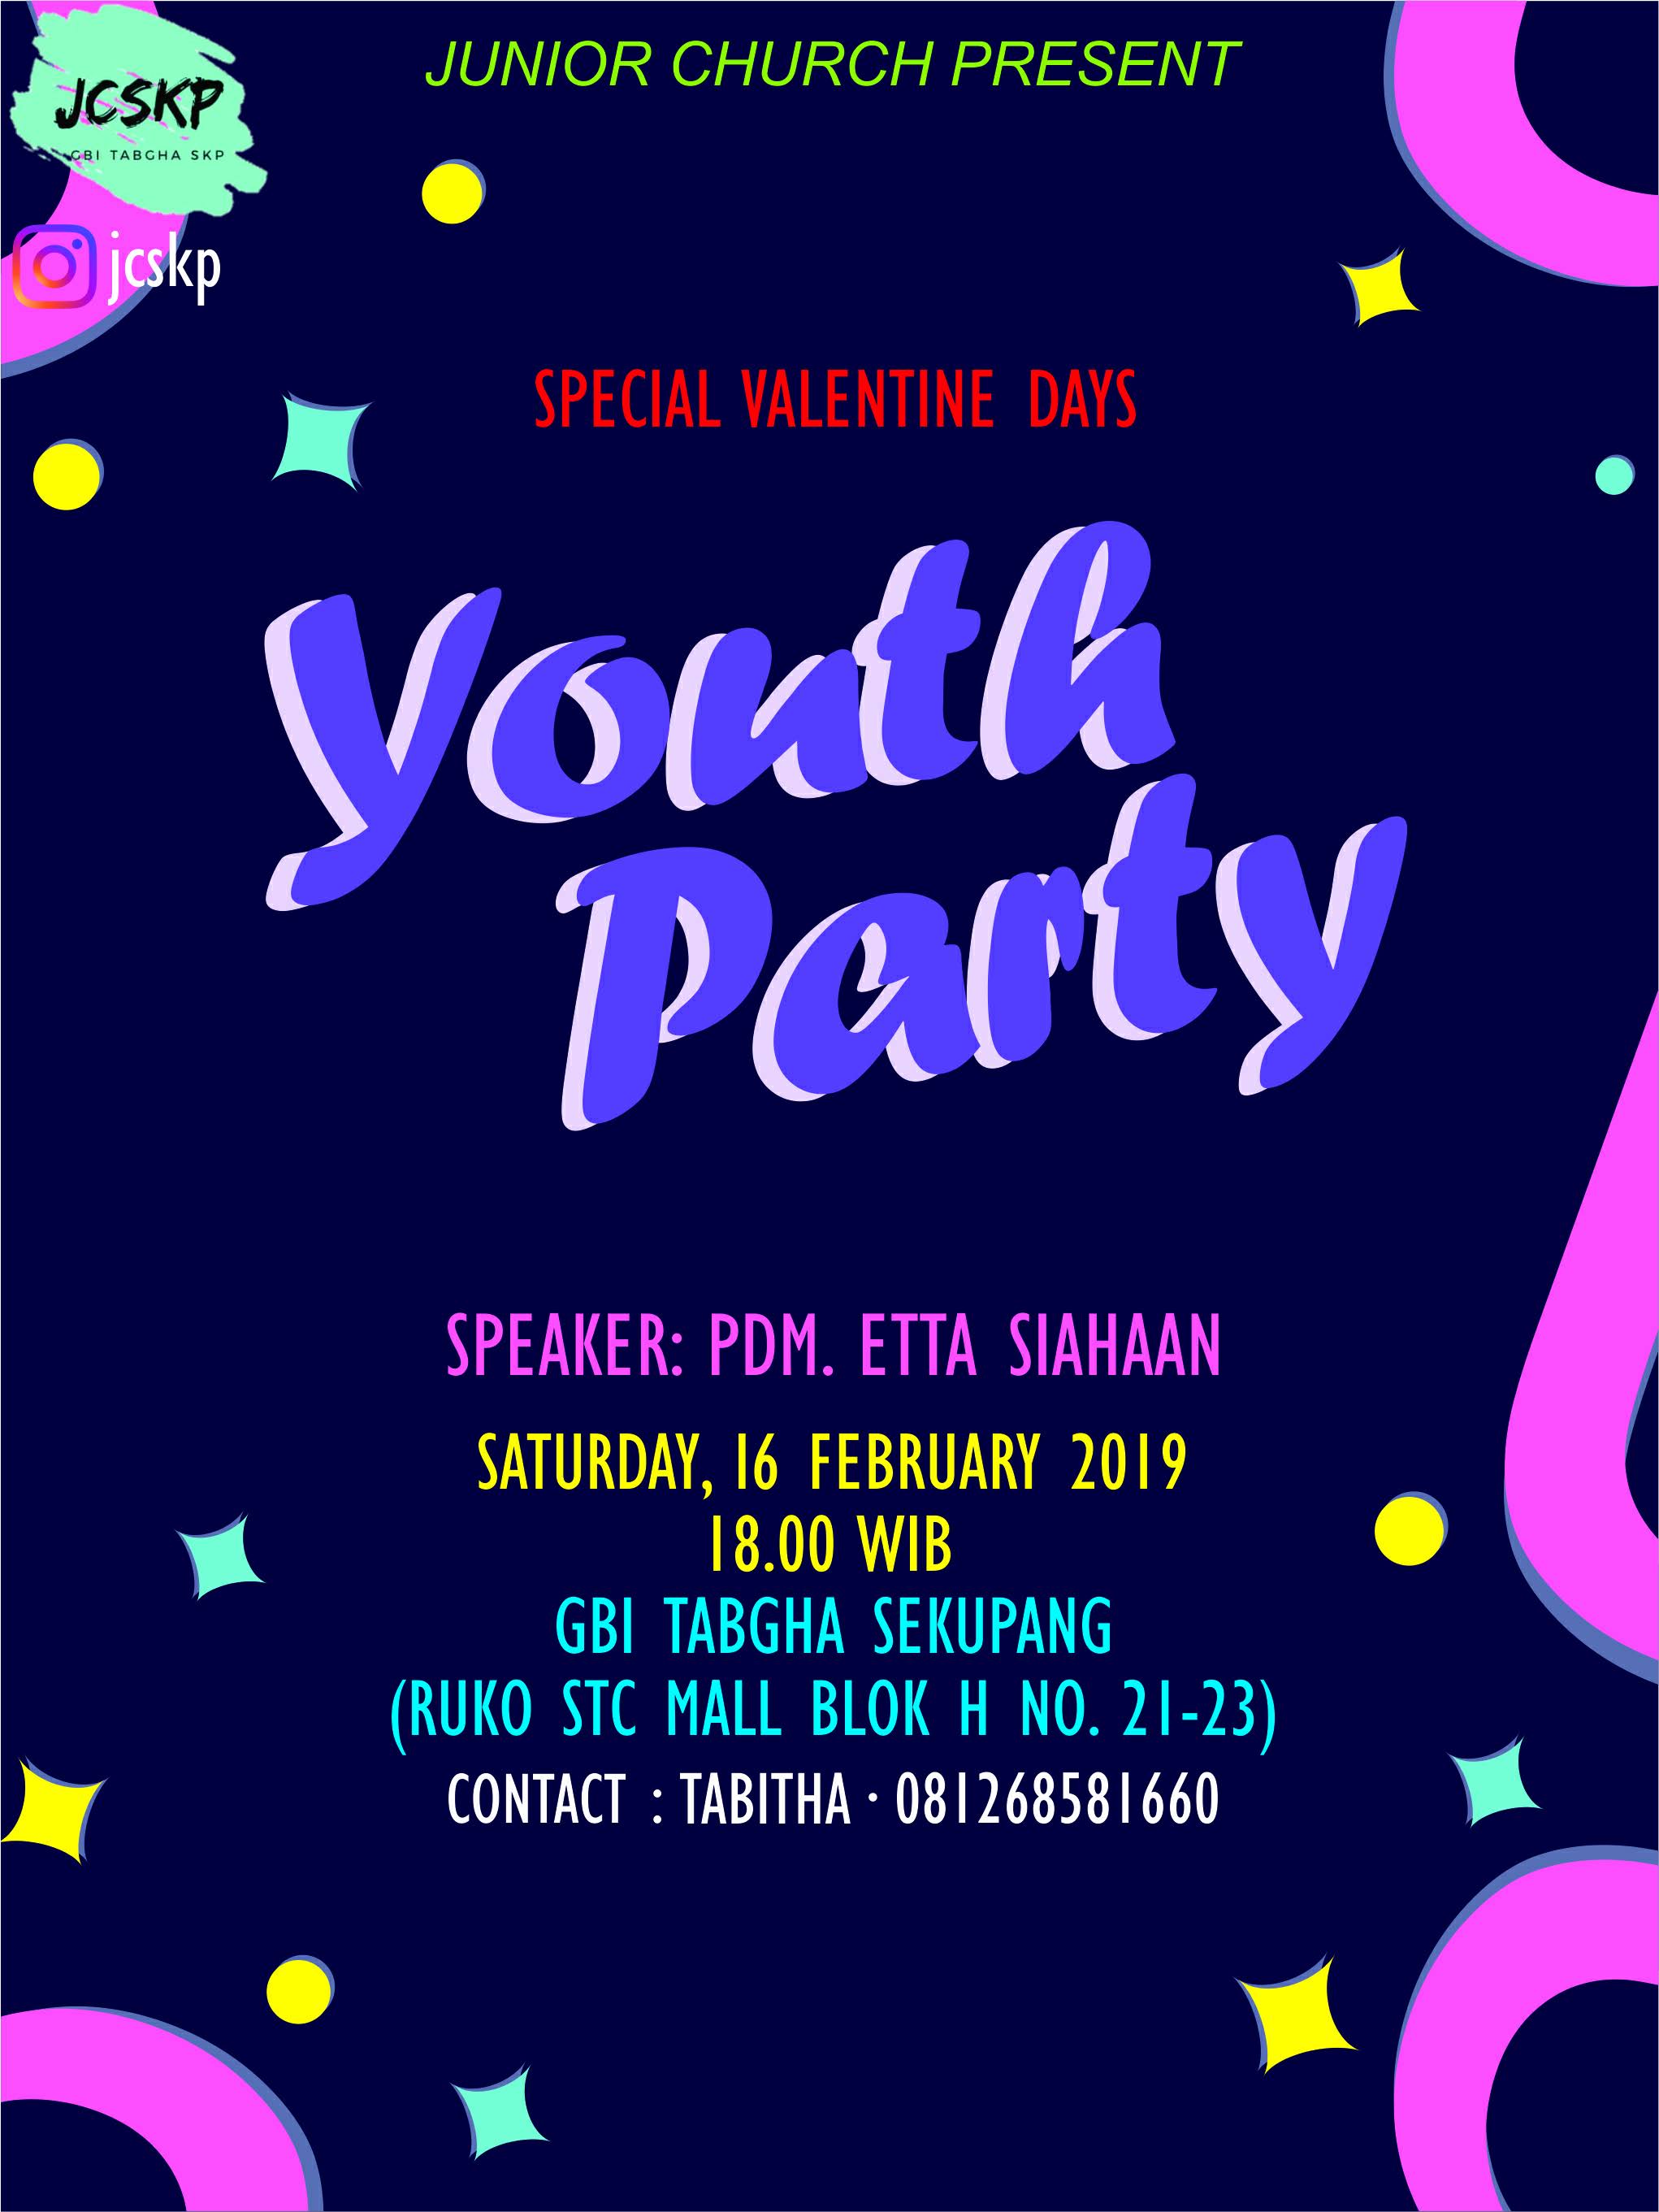 JUNIOR CHURCH PRESENT
JCSKP
GBI TABGHA SKP
jcskp
SPECIAL VALENTINE DAYS
Youth
Party
SPEAKER: PDM. ETTA SIAHAAN
SATURDAY, 16 FEBRUARY 2019
18.00 WIB
GBI TABGHA SEKUPANG
(RUKO STC MALL BLOK H NO. 21-23)
CONTACT : TABITHA · 081268581660